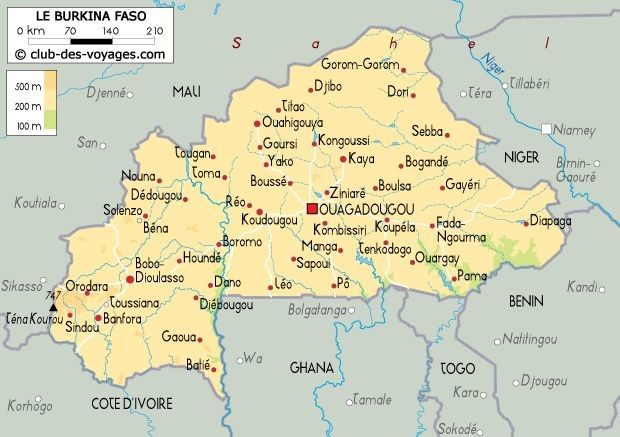 LE BURKINA FASO
0 km 70 140 210
© club-des-voyages.com
500 m
200 m
100 m
S a h e l
Gorom-Gorom
Niger
Djibo
Dori
Tillabéri
Djenné
MALI
Téra
Titao
Ouahigouya
Sebba
Niamey
San
Goursi
Kongoussi
Tougan
Yako
Kaya
Bogandé
NIGER
Birnin-
Gaouré
Nouna
Toma
Boussé
Boulsa
Gayéri
Dédougou
Ziniaré
Koutiala
Réo
OUAGADOUGOU
Solenzo
Koudougou
Diapaga
Béna
Kombissiri
Koupéla
Fada-
Ngourma
Boromo
Manga
Tenkodogo
Houndé
Sapoui
Ouargay
Bobo-
Dioulasso
Pama
Sikasso
Orodara
Dano
Léo
Pô
Kandi
747
Toussiana
Diébougou
BENIN
Téna Kourou
Banfora
Bolgatanga
Sindou
Gaoua
Natitingou
Batié
Wa
GHANA
TOGO
Kara
Djougou
Korhogo
COTE D'IVOIRE
Tamale
Sokodé